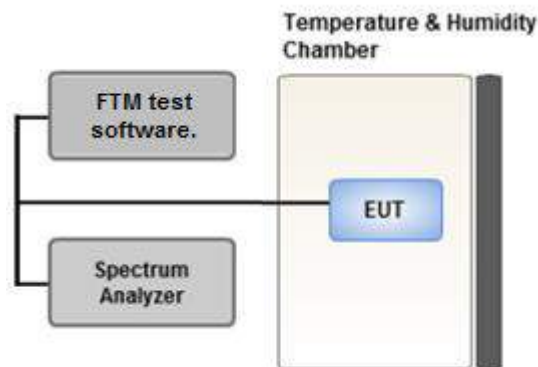 Temperature & Humidity
Chamber
FTM test
software.
EUT
Spectrum
Analyzer